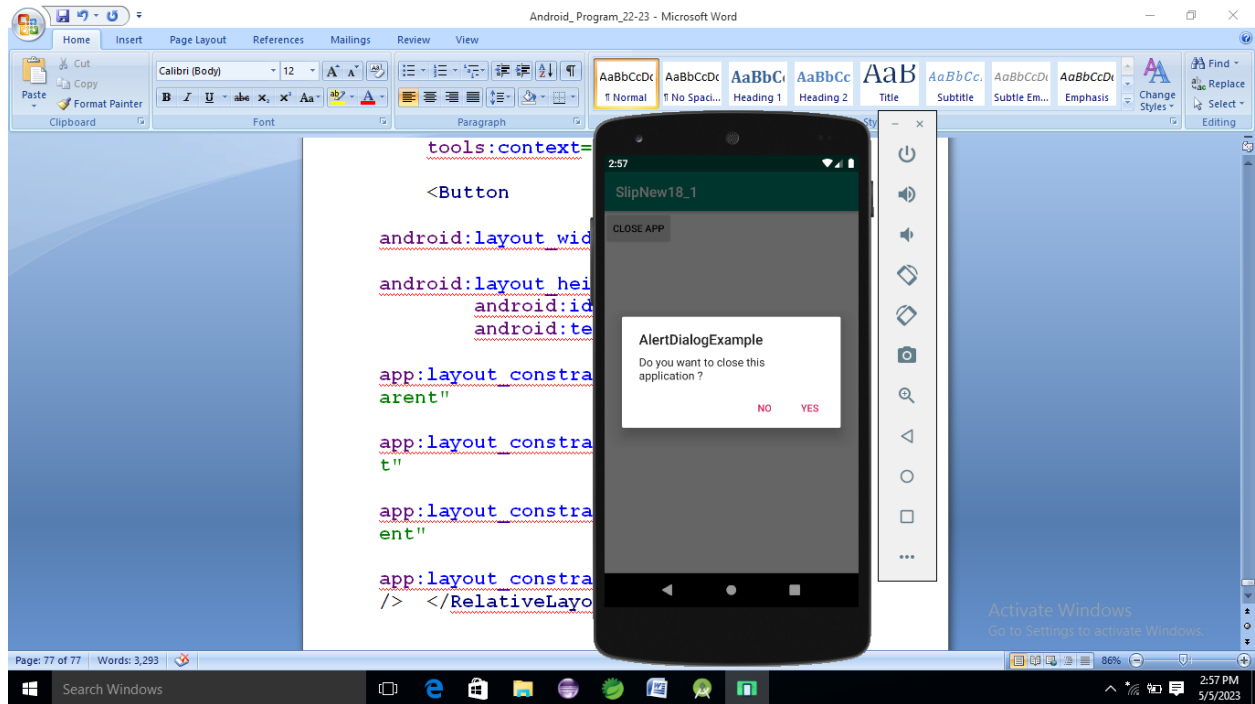 Android_ Program_22-23 - Microsoft Word
Home Insert Page Layout References Mailings Review View
Paste
Cut
Copy
Format Painter
Clipboard
Calibri (Body) 12
Font
Paragraph
AaBbCcDc AaBbCcDc AaBbC AaBbCc AaB AaBbCc. AaBbCcDc AaBbCcDc
¶ Normal ¶ No Spaci... Heading 1 Heading 2 Title Subtitle Subtle Em... Emphasis
Change Styles
Find
Replace
Select
Editing
tools:context=
<Button
android:layout_wid
android:layout_hei
android:id
android:te
app:layout_constra
arent"
app:layout_constra
t"
app:layout_constra
ent"
app:layout_constra
/> </RelativeLayo
2:57
SlipNew18_1
CLOSE APP
AlertDialogExample
Do you want to close this
application ?
NO YES
Activate Windows
Go to Settings to activate Windows.
Page: 77 of 77 Words: 3,293
86%
Search Windows
2:57 PM
5/5/2023